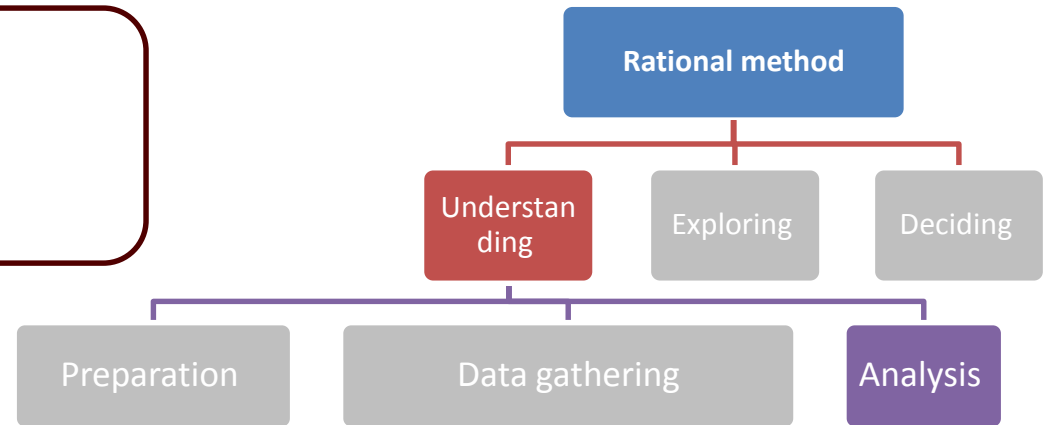 Rational method
Understan
ding
Exploring
Deciding
Preparation
Data gathering
Analysis